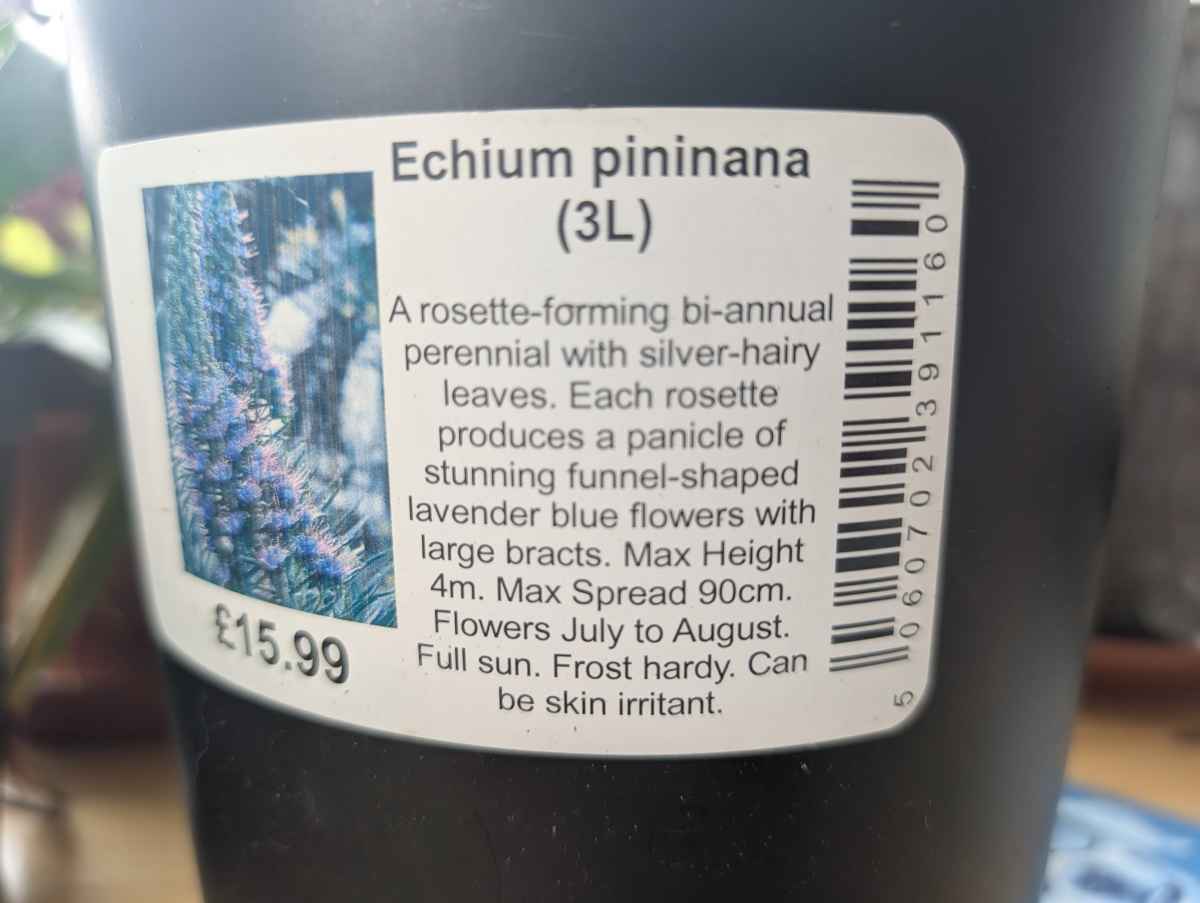 Echium pininana
(3L)
A rosette-forming bi-annual
perennial with silver-hairy
leaves. Each rosette
produces a panicle of
stunning funnel-shaped
lavender blue flowers with
large bracts. Max Height
4m. Max Spread 90cm.
Flowers July to August.
Full sun. Frost hardy. Can
be skin irritant.
£15.99
5 060702 391160